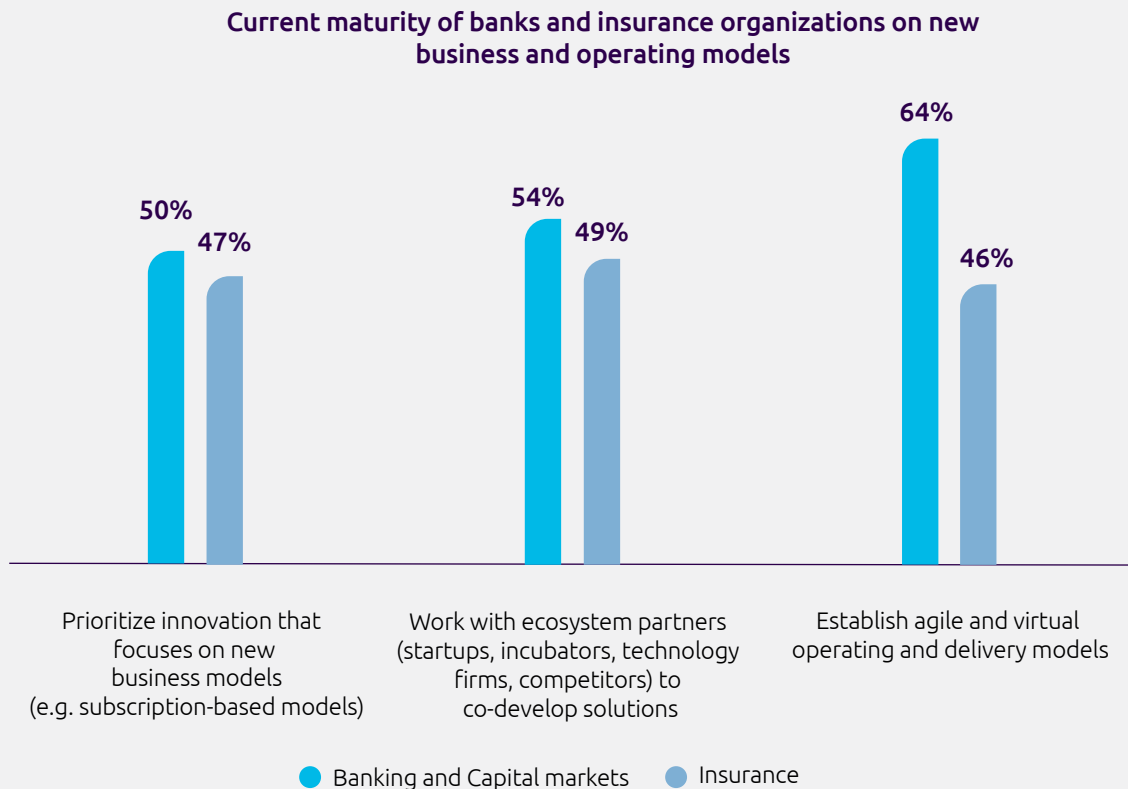 Current maturity of banks and insurance organizations on new
business and operating models
50%
47%
54%
49%
64%
46%
Prioritize innovation that
focuses on new
business models
(e.g. subscription-based models)
Work with ecosystem partners
(startups, incubators, technology
firms, competitors) to
co-develop solutions
Establish agile and virtual
operating and delivery models
Banking and Capital markets
Insurance